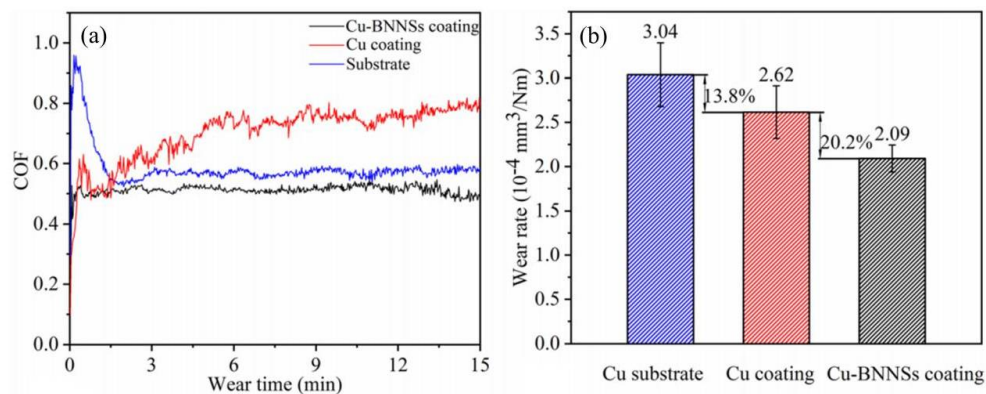 (a)
Cu-BNNSs coating
Cu coating
Substrate
1.0
0.8
0.6
0.4
0.2
0.0
COF
0
3
6
9
12
15
Wear time (min)
(b)
3.5
3.0
2.5
2.0
1.5
1.0
0.5
0.0
Wear rate (10⁻⁴ mm³/Nm)
3.04
13.8%
2.62
20.2%
2.09
Cu substrate
Cu coating
Cu-BNNSs coating